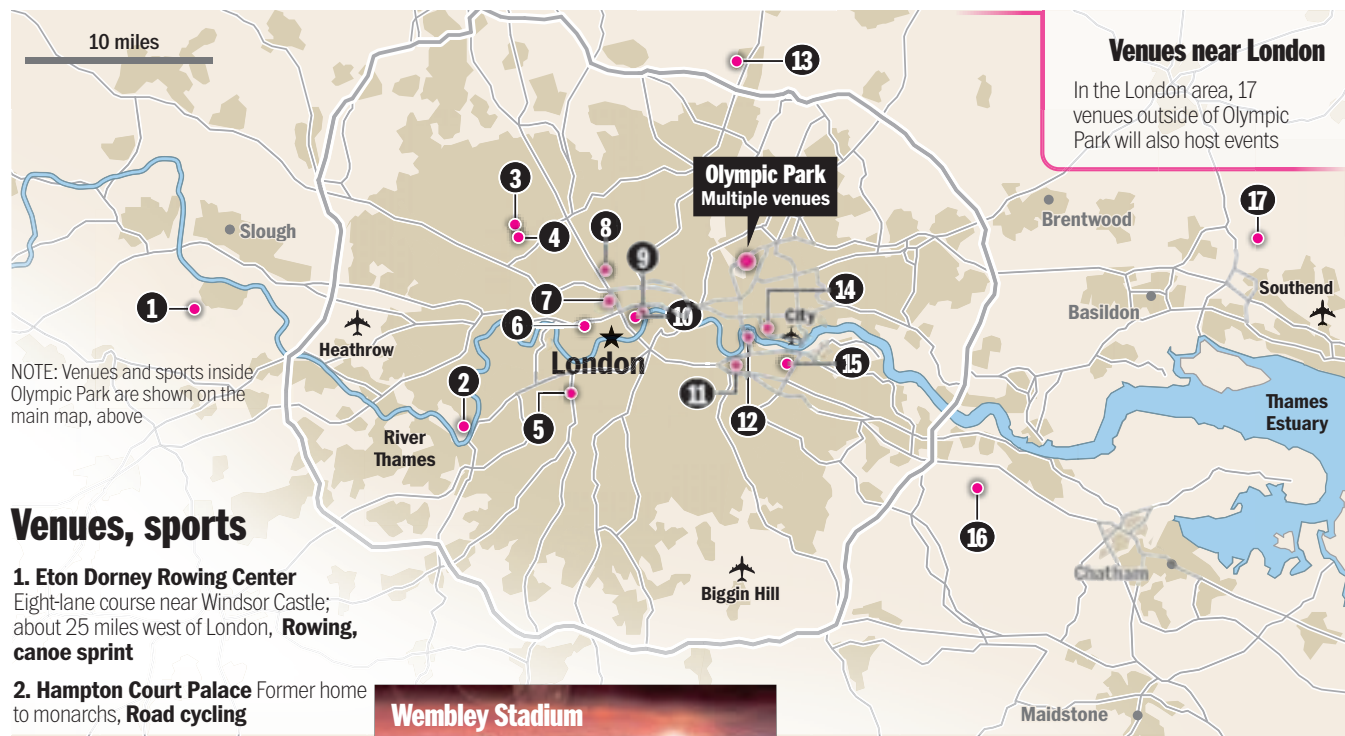 10 miles
Venues near London
In the London area, 17
venues outside of Olympic
Park will also host events
13
3
Olympic Park
Multiple venues
17
Brentwood
8
4
Slough
9
14
Southend
7
1
6
10
City
Basildon
Heathrow
London
15
NOTE: Venues and sports inside
Olympic Park are shown on the
main map, above
2
11
Thames
Estuary
5
12
River
Thames
16
Venues, sports
Chatham
1. Eton Dorney Rowing Center
Eight-lane course near Windsor Castle;
about 25 miles west of London, Rowing,
canoe sprint
Biggin Hill
2. Hampton Court Palace Former home
to monarchs, Road cycling
Wembley Stadium
Maidstone